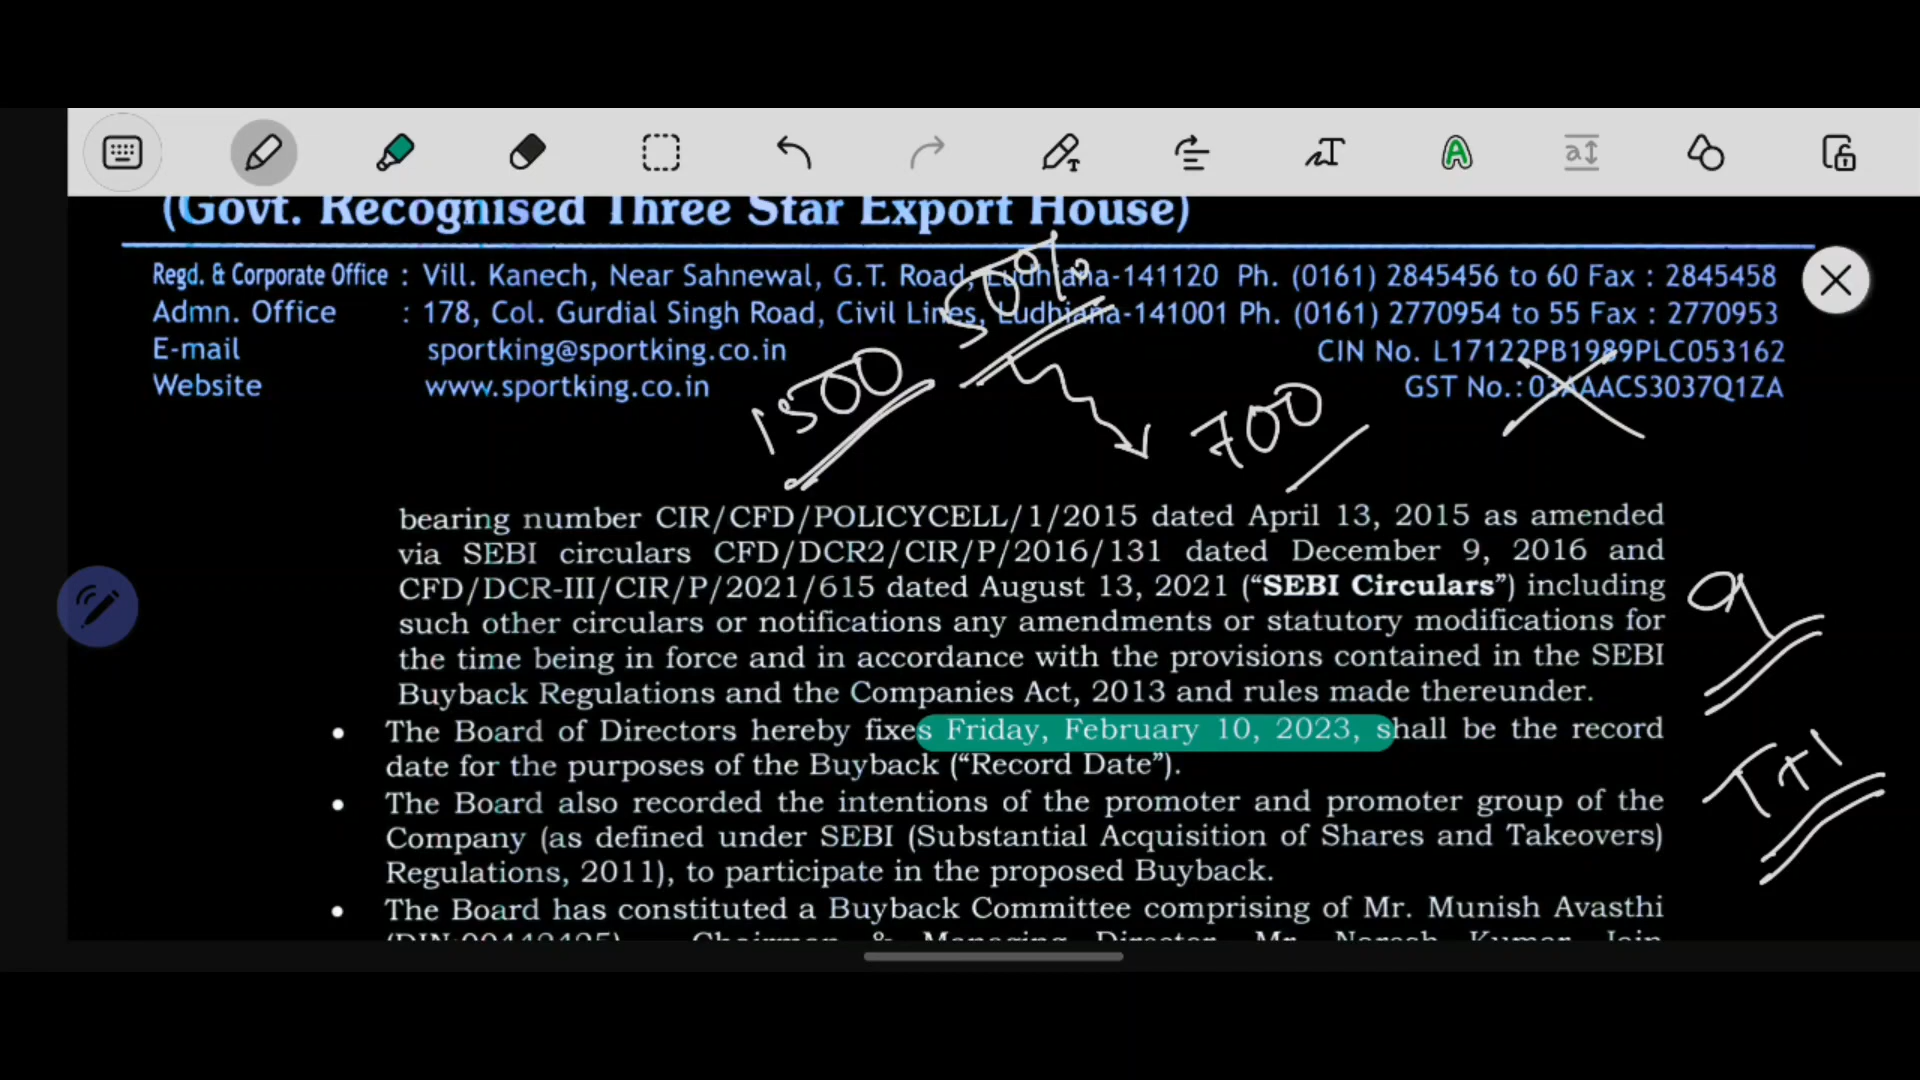 (Govt. Recognised Three Star Export House)
Regd. & Corporate Office : Vill. Kanech, Near Sahnewal, G.T. Road, Ludhiana-141120 Ph. (0161) 2845456 to 60 Fax : 2845458
Admn. Office : 178, Col. Gurdial Singh Road, Civil Lines, Ludhiana-141001 Ph. (0161) 2770954 to 55 Fax : 2770953
E-mail sportking@sportking.co.in CIN No. L17122PB1989PLC053162
Website www.sportking.co.in GST No.: 03AAACS3037Q1ZA
50%
1500
700
bearing number CIR/CFD/POLICYCELL/1/2015 dated April 13, 2015 as amended
via SEBI circulars CFD/DCR2/CIR/P/2016/131 dated December 9, 2016 and
CFD/DCR-III/CIR/P/2021/615 dated August 13, 2021 (“SEBI Circulars”) including
such other circulars or notifications any amendments or statutory modifications for
the time being in force and in accordance with the provisions contained in the SEBI
Buyback Regulations and the Companies Act, 2013 and rules made thereunder.
9
• The Board of Directors hereby fixes Friday, February 10, 2023, shall be the record
date for the purposes of the Buyback (“Record Date”).
T+1
• The Board also recorded the intentions of the promoter and promoter group of the
Company (as defined under SEBI (Substantial Acquisition of Shares and Takeovers)
Regulations, 2011), to participate in the proposed Buyback.
• The Board has constituted a Buyback Committee comprising of Mr. Munish Avasthi
(DIN:00442425), Chairman & Managing Director, Mr. Naresh Kumar Jain